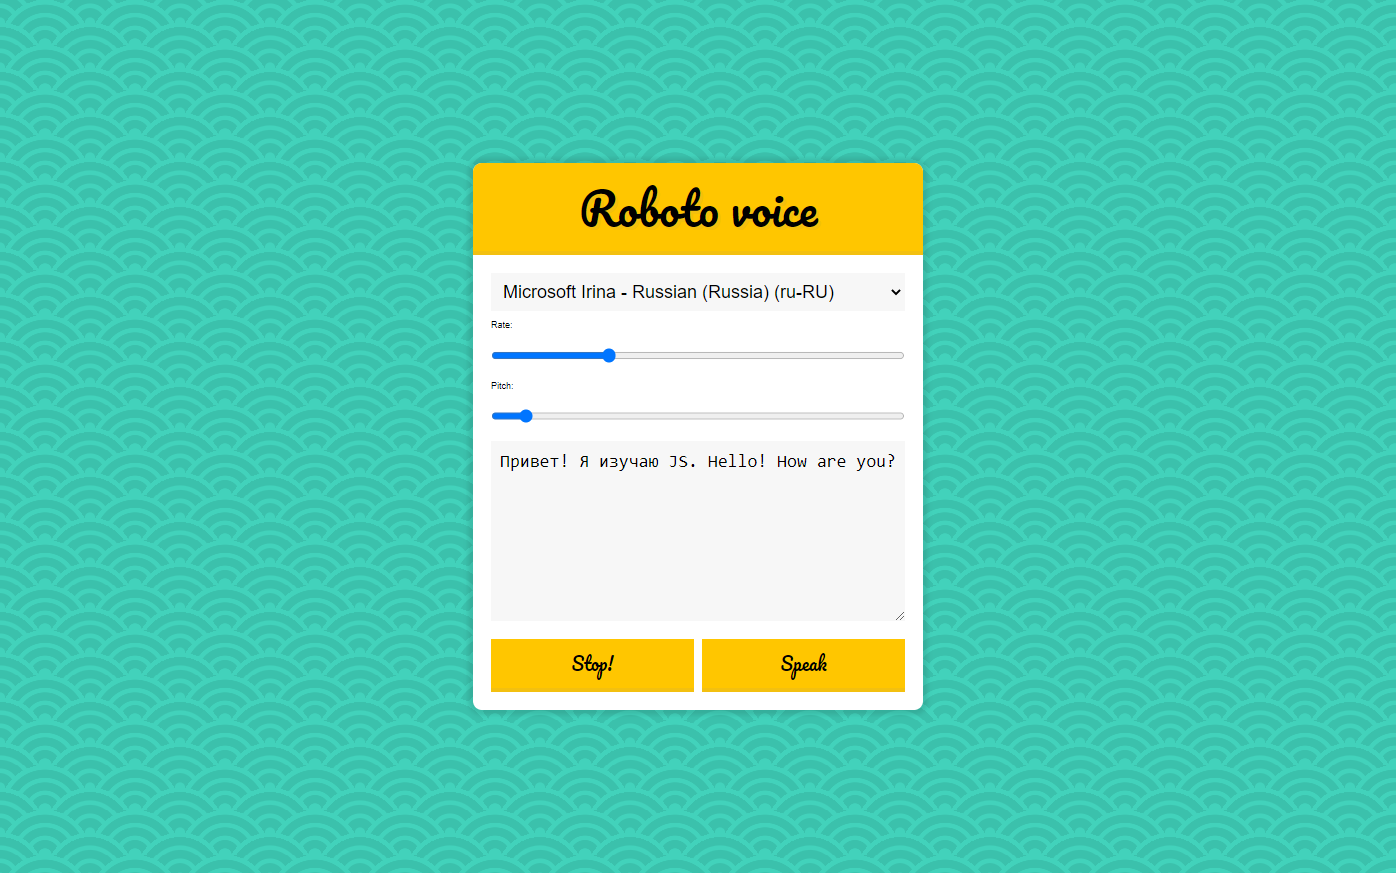 Roboto voice
Microsoft Irina - Russian (Russia) (ru-RU)
Rate:
Pitch:
Привет! Я изучаю JS. Hello! How are you?
Stop!
Speak